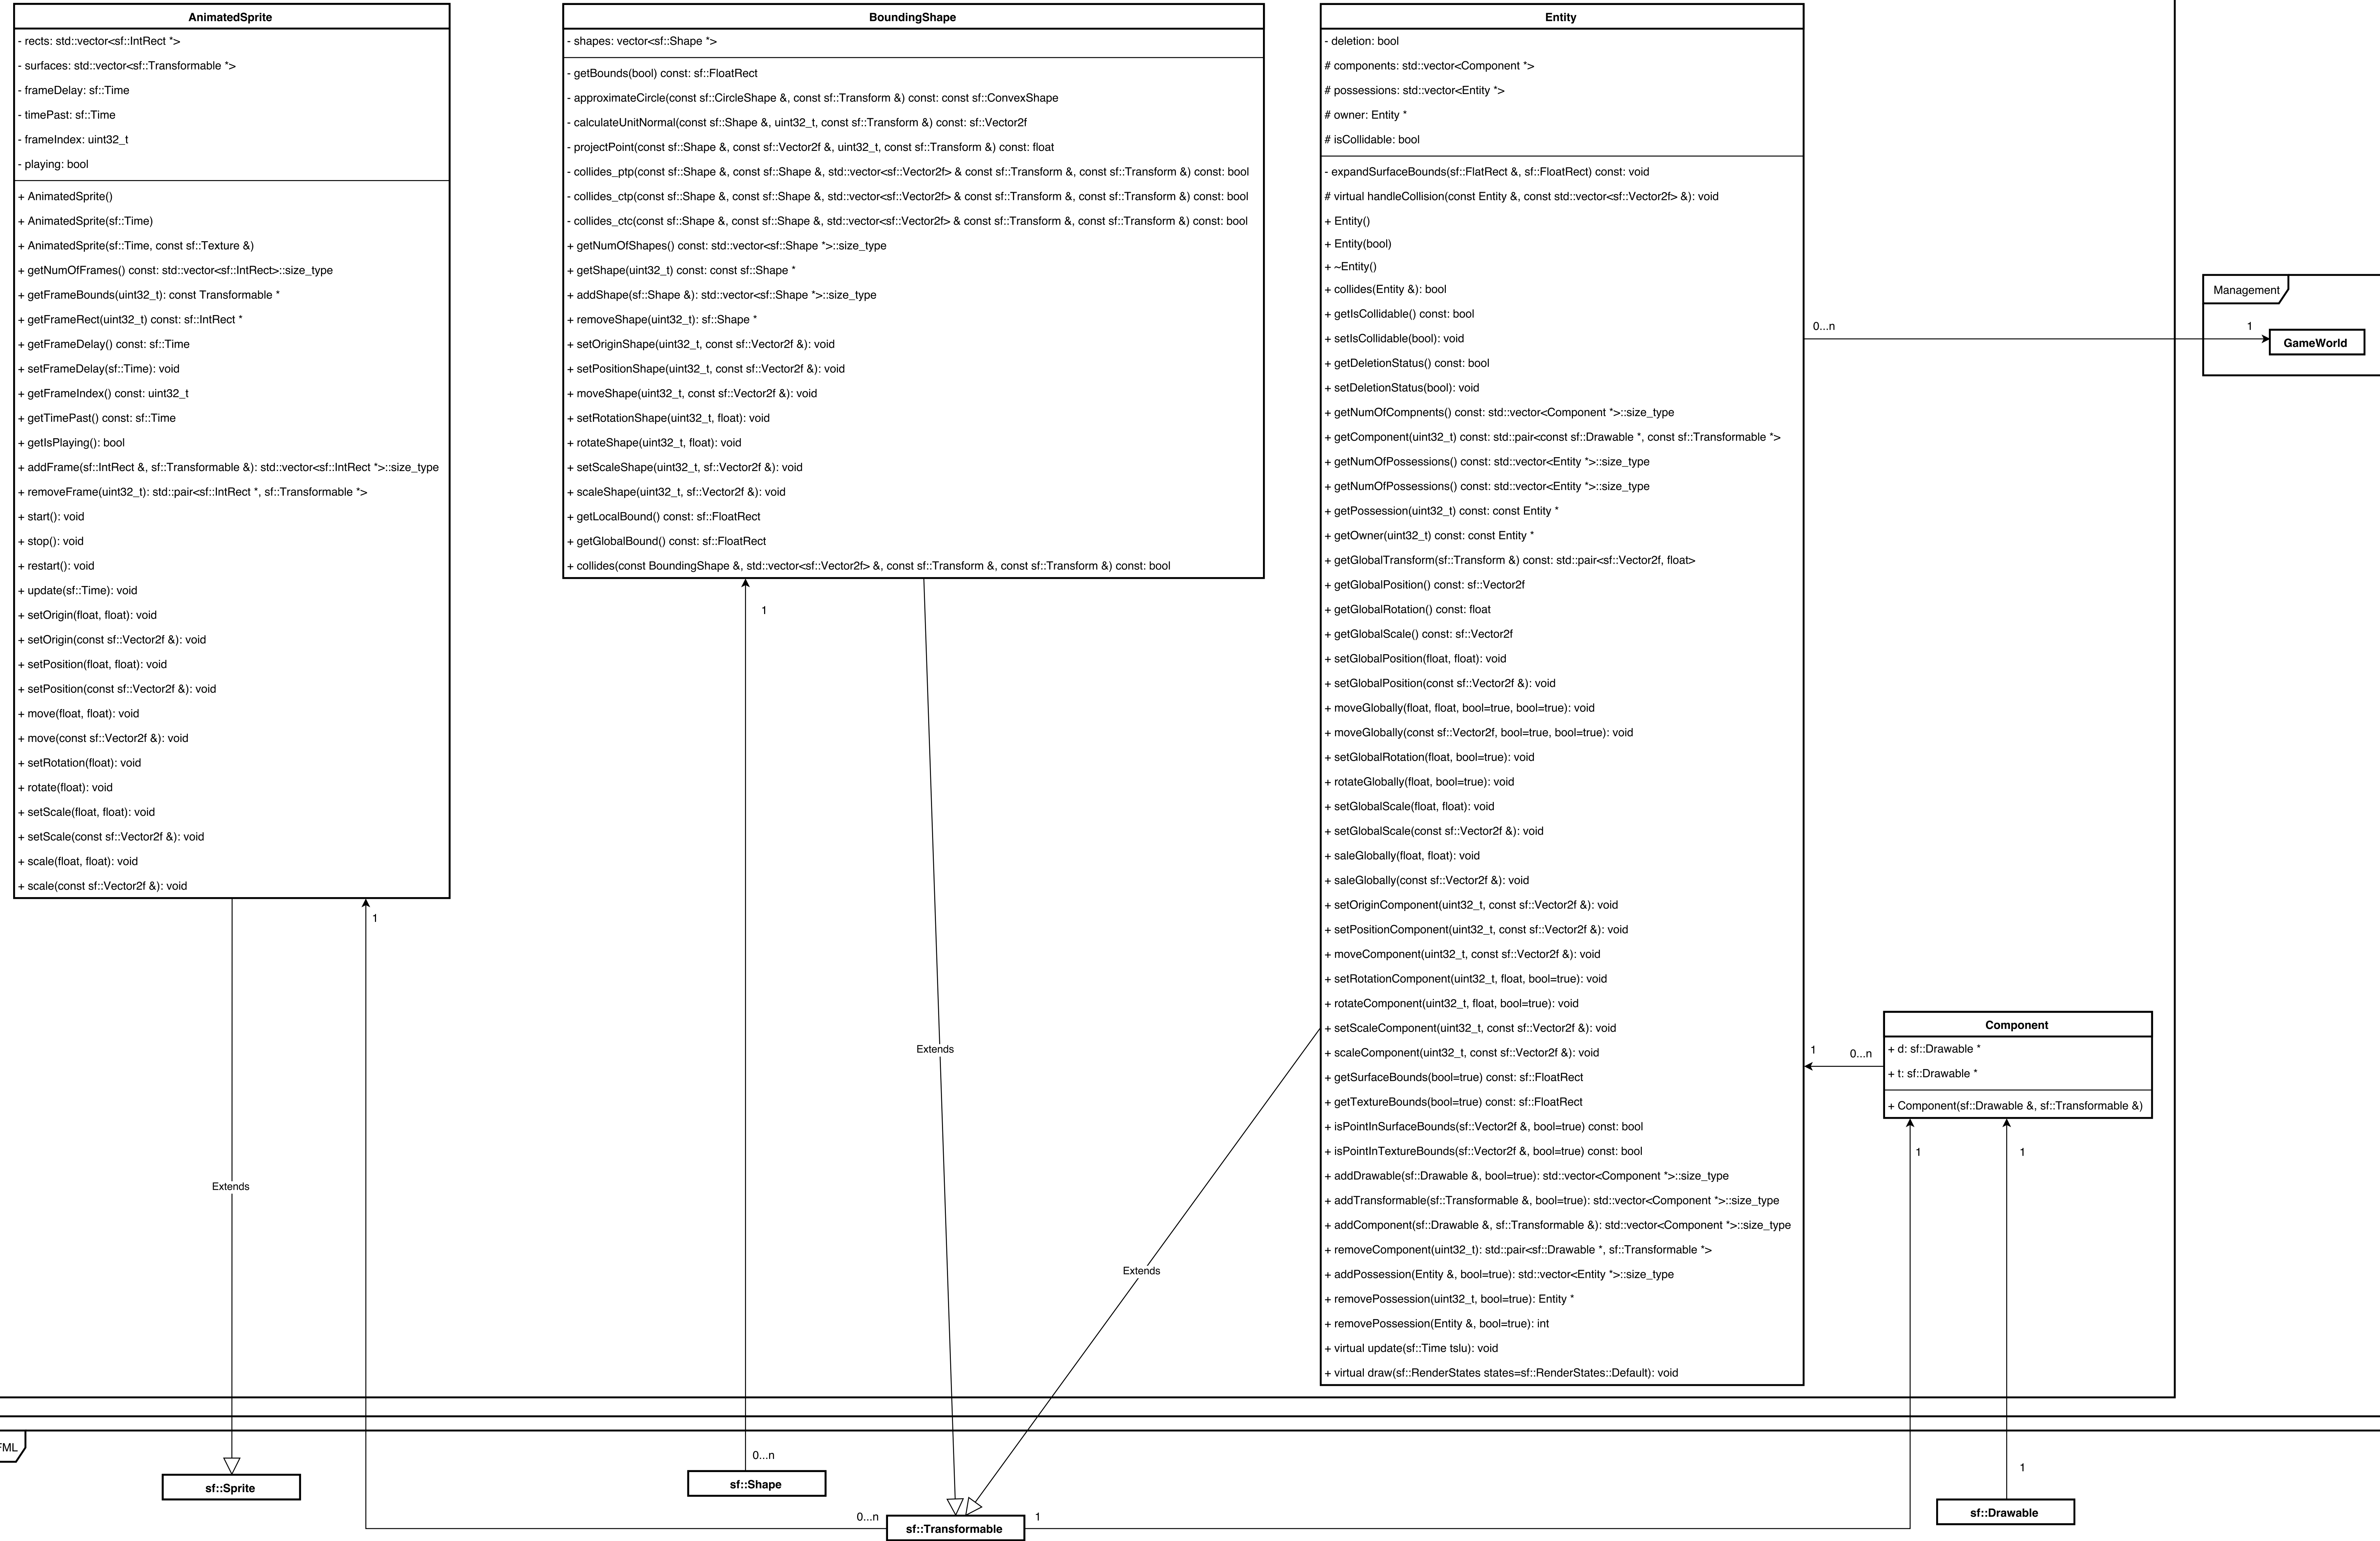 AnimatedSprite
- rects: std::vector<sf::IntRect *>
- surfaces: std::vector<sf::Transformable *>
- frameDelay: sf::Time
- timePast: sf::Time
- frameIndex: uint32_t
- playing: bool
+ AnimatedSprite()
+ AnimatedSprite(sf::Time)
+ AnimatedSprite(sf::Time, const sf::Texture &)
+ getNumOfFrames() const: std::vector<sf::IntRect>::size_type
+ getFrameBounds(uint32_t): const Transformable *
+ getFrameRect(uint32_t) const: sf::IntRect *
+ getFrameDelay() const: sf::Time
+ setFrameDelay(sf::Time): void
+ getFrameIndex() const: uint32_t
+ getTimePast() const: sf::Time
+ getIsPlaying(): bool
+ addFrame(sf::IntRect &, sf::Transformable &): std::vector<sf::IntRect *>::size_type
+ removeFrame(uint32_t): std::pair<sf::IntRect *, sf::Transformable *>
+ start(): void
+ stop(): void
+ restart(): void
+ update(sf::Time): void
+ setOrigin(float, float): void
+ setOrigin(const sf::Vector2f &): void
+ setPosition(float, float): void
+ setPosition(const sf::Vector2f &): void
+ move(float, float): void
+ move(const sf::Vector2f &): void
+ setRotation(float): void
+ rotate(float): void
+ setScale(float, float): void
+ setScale(const sf::Vector2f &): void
+ scale(float, float): void
+ scale(const sf::Vector2f &): void
BoundingShape
- shapes: vector<sf::Shape *>
- getBounds(bool) const: sf::FloatRect
- approximateCircle(const sf::CircleShape &, const sf::Transform &) const: const sf::ConvexShape
- calculateUnitNormal(const sf::Shape &, uint32_t, const sf::Transform &) const: sf::Vector2f
- projectPoint(const sf::Shape &, const sf::Vector2f &, uint32_t, const sf::Transform &) const: float
- collides_ptp(const sf::Shape &, const sf::Shape &, std::vector<sf::Vector2f> & const sf::Transform &, const sf::Transform &) const: bool
- collides_ctp(const sf::Shape &, const sf::Shape &, std::vector<sf::Vector2f> & const sf::Transform &, const sf::Transform &) const: bool
- collides_ctc(const sf::Shape &, const sf::Shape &, std::vector<sf::Vector2f> & const sf::Transform &, const sf::Transform &) const: bool
+ getNumOfShapes() const: std::vector<sf::Shape *>::size_type
+ getShape(uint32_t) const: const sf::Shape *
+ addShape(sf::Shape &): std::vector<sf::Shape *>::size_type
+ removeShape(uint32_t): sf::Shape *
+ setOriginShape(uint32_t, const sf::Vector2f &): void
+ setPositionShape(uint32_t, const sf::Vector2f &): void
+ moveShape(uint32_t, const sf::Vector2f &): void
+ setRotationShape(uint32_t, float): void
+ rotateShape(uint32_t, float): void
+ setScaleShape(uint32_t, sf::Vector2f &): void
+ scaleShape(uint32_t, sf::Vector2f &): void
+ getLocalBound() const: sf::FloatRect
+ getGlobalBound() const: sf::FloatRect
+ collides(const BoundingShape &, std::vector<sf::Vector2f> &, const sf::Transform &, const sf::Transform &) const: bool
Entity
- deletion: bool
# components: std::vector<Component *>
# possessions: std::vector<Entity *>
# owner: Entity *
# isCollidable: bool
- expandSurfaceBounds(sf::FlatRect &, sf::FloatRect) const: void
# virtual handleCollision(const Entity &, const std::vector<sf::Vector2f> &): void
+ Entity()
+ Entity(bool)
+ ~Entity()
+ collides(Entity &): bool
+ getIsCollidable() const: bool
+ setIsCollidable(bool): void
+ getDeletionStatus() const: bool
+ setDeletionStatus(bool): void
+ getNumOfCompnents() const: std::vector<Component *>::size_type
+ getComponent(uint32_t) const: std::pair<const sf::Drawable *, const sf::Transformable *>
+ getNumOfPossessions() const: std::vector<Entity *>::size_type
+ getNumOfPossessions() const: std::vector<Entity *>::size_type
+ getPossession(uint32_t) const: const Entity *
+ getOwner(uint32_t) const: const Entity *
+ getGlobalTransform(sf::Transform &) const: std::pair<sf::Vector2f, float>
+ getGlobalPosition() const: sf::Vector2f
+ getGlobalRotation() const: float
+ getGlobalScale() const: sf::Vector2f
+ setGlobalPosition(float, float): void
+ setGlobalPosition(const sf::Vector2f &): void
+ moveGlobally(float, float, bool=true, bool=true): void
+ moveGlobally(const sf::Vector2f, bool=true, bool=true): void
+ setGlobalRotation(float, bool=true): void
+ rotateGlobally(float, bool=true): void
+ setGlobalScale(float, float): void
+ setGlobalScale(const sf::Vector2f &): void
+ saleGlobally(float, float): void
+ saleGlobally(const sf::Vector2f &): void
+ setOriginComponent(uint32_t, const sf::Vector2f &): void
+ setPositionComponent(uint32_t, const sf::Vector2f &): void
+ moveComponent(uint32_t, const sf::Vector2f &): void
+ setRotationComponent(uint32_t, float, bool=true): void
+ rotateComponent(uint32_t, float, bool=true): void
+ setScaleComponent(uint32_t, const sf::Vector2f &): void
+ scaleComponent(uint32_t, const sf::Vector2f &): void
+ getSurfaceBounds(bool=true) const: sf::FloatRect
+ getTextureBounds(bool=true) const: sf::FloatRect
+ isPointInSurfaceBounds(sf::Vector2f &, bool=true) const: bool
+ isPointInTextureBounds(sf::Vector2f &, bool=true) const: bool
+ addDrawable(sf::Drawable &, bool=true): std::vector<Component *>::size_type
+ addTransformable(sf::Transformable &, bool=true): std::vector<Component *>::size_type
+ addComponent(sf::Drawable &, sf::Transformable &): std::vector<Component *>::size_type
+ removeComponent(uint32_t): std::pair<sf::Drawable *, sf::Transformable *>
+ addPossession(Entity &, bool=true): std::vector<Entity *>::size_type
+ removePossession(uint32_t, bool=true): Entity *
+ removePossession(Entity &, bool=true): int
+ virtual update(sf::Time tslu): void
+ virtual draw(sf::RenderStates states=sf::RenderStates::Default): void
Management
0...n
1
GameWorld
Component
+ d: sf::Drawable *
+ t: sf::Drawable *
+ Component(sf::Drawable &, sf::Transformable &)
1
0...n
1
1
1
1
Extends
Extends
Extends
FML
sf::Sprite
0...n
sf::Shape
0...n
sf::Transformable
1
1
sf::Drawable